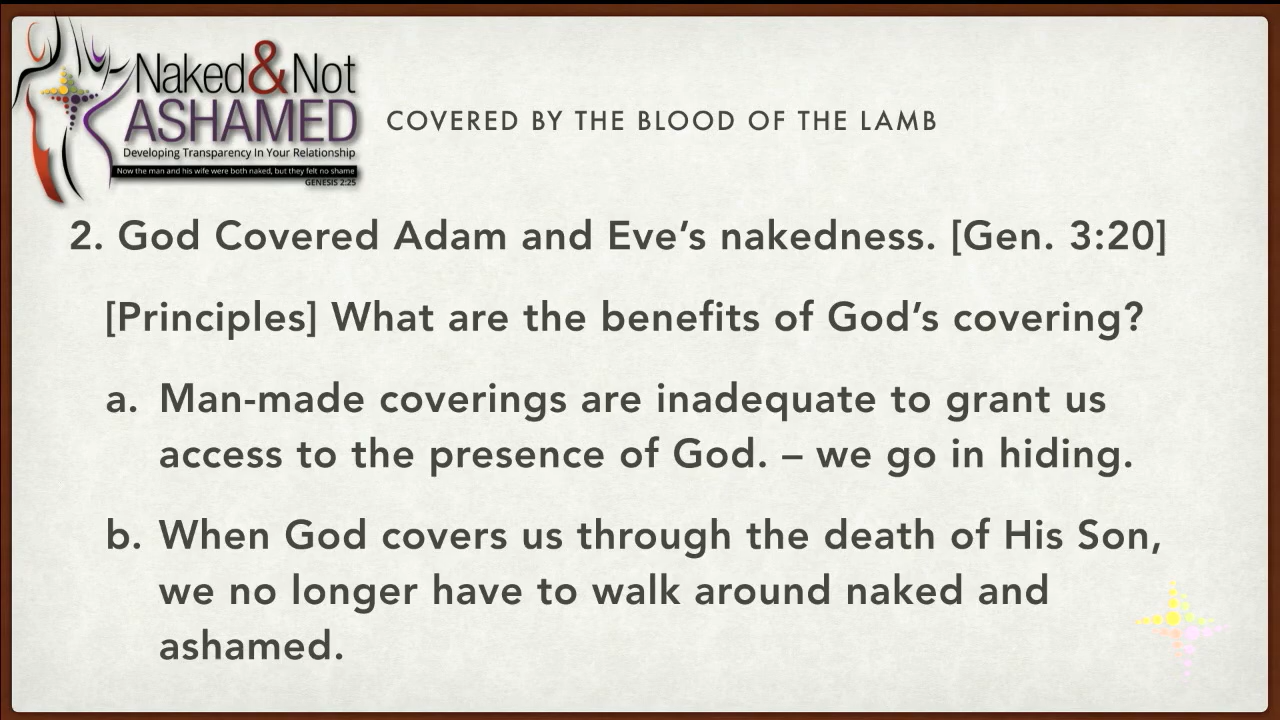 Naked&Not
ASHAMED
Developing Transparency In Your Relationship
Now the man and his wife were both naked, but they felt no shame
GENESIS 2:25
COVERED BY THE BLOOD OF THE LAMB
2. God Covered Adam and Eve’s nakedness. [Gen. 3:20]
[Principles] What are the benefits of God’s covering?
a. Man-made coverings are inadequate to grant us
access to the presence of God. – we go in hiding.
b. When God covers us through the death of His Son,
we no longer have to walk around naked and
ashamed.